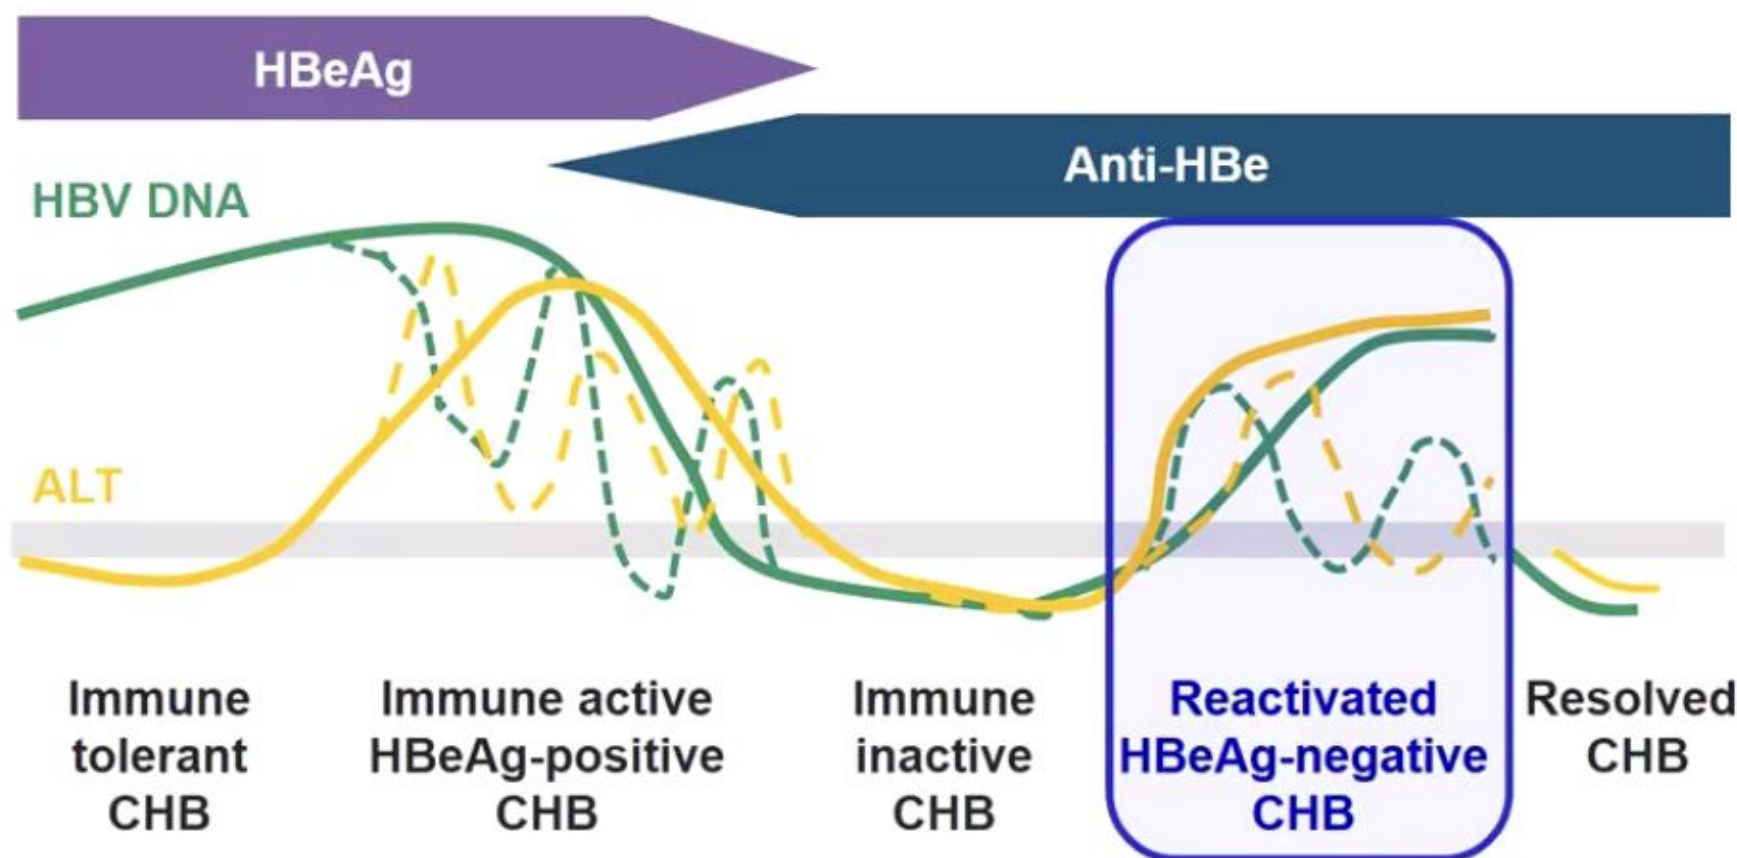 HBeAg
Anti-HBe
HBV DNA
ALT
Immune
tolerant
CHB
Immune active
HBeAg-positive
CHB
Immune
inactive
CHB
Reactivated
HBeAg-negative
CHB
Resolved
CHB